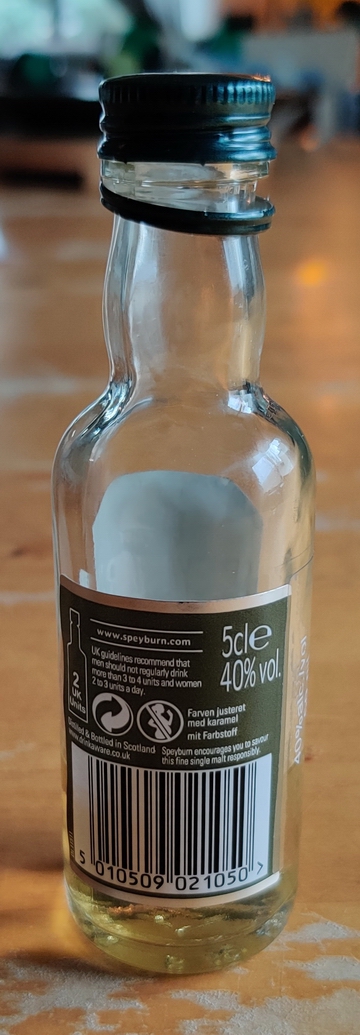 www.speyburn.com
5cle
40% vol.
UK guidelines recommend that
men should not regularly drink
more than 3 to 4 units and women
2 to 3 units a day.
2
UK
Units
Farven justeret
med karamel
mit Farbstoff
Distilled & Bottled in Scotland
www.drinkaware.co.uk
Speyburn encourages you to savour
this fine single malt responsibly.
5 010509 021050 >
40% alc./vol